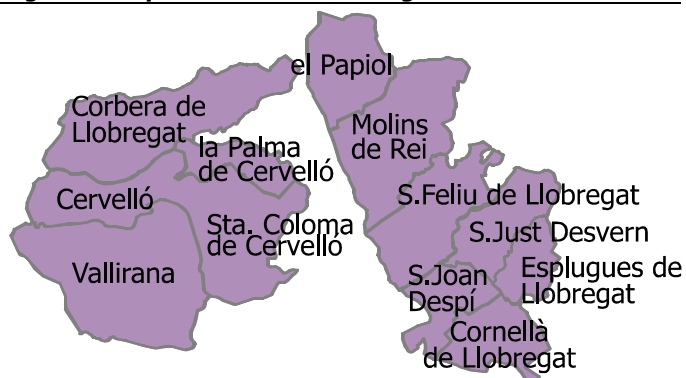 el Papiol
Corbera de
Llobregat
Molins
de Rei
la Palma
de Cervelló
Cervelló
S.Feliu de Llobregat
Sta. Coloma
de Cervelló
S.Just Desvern
Vallirana
S.Joan
Despí
Esplugues de
Llobregat
Cornellà
de Llobregat